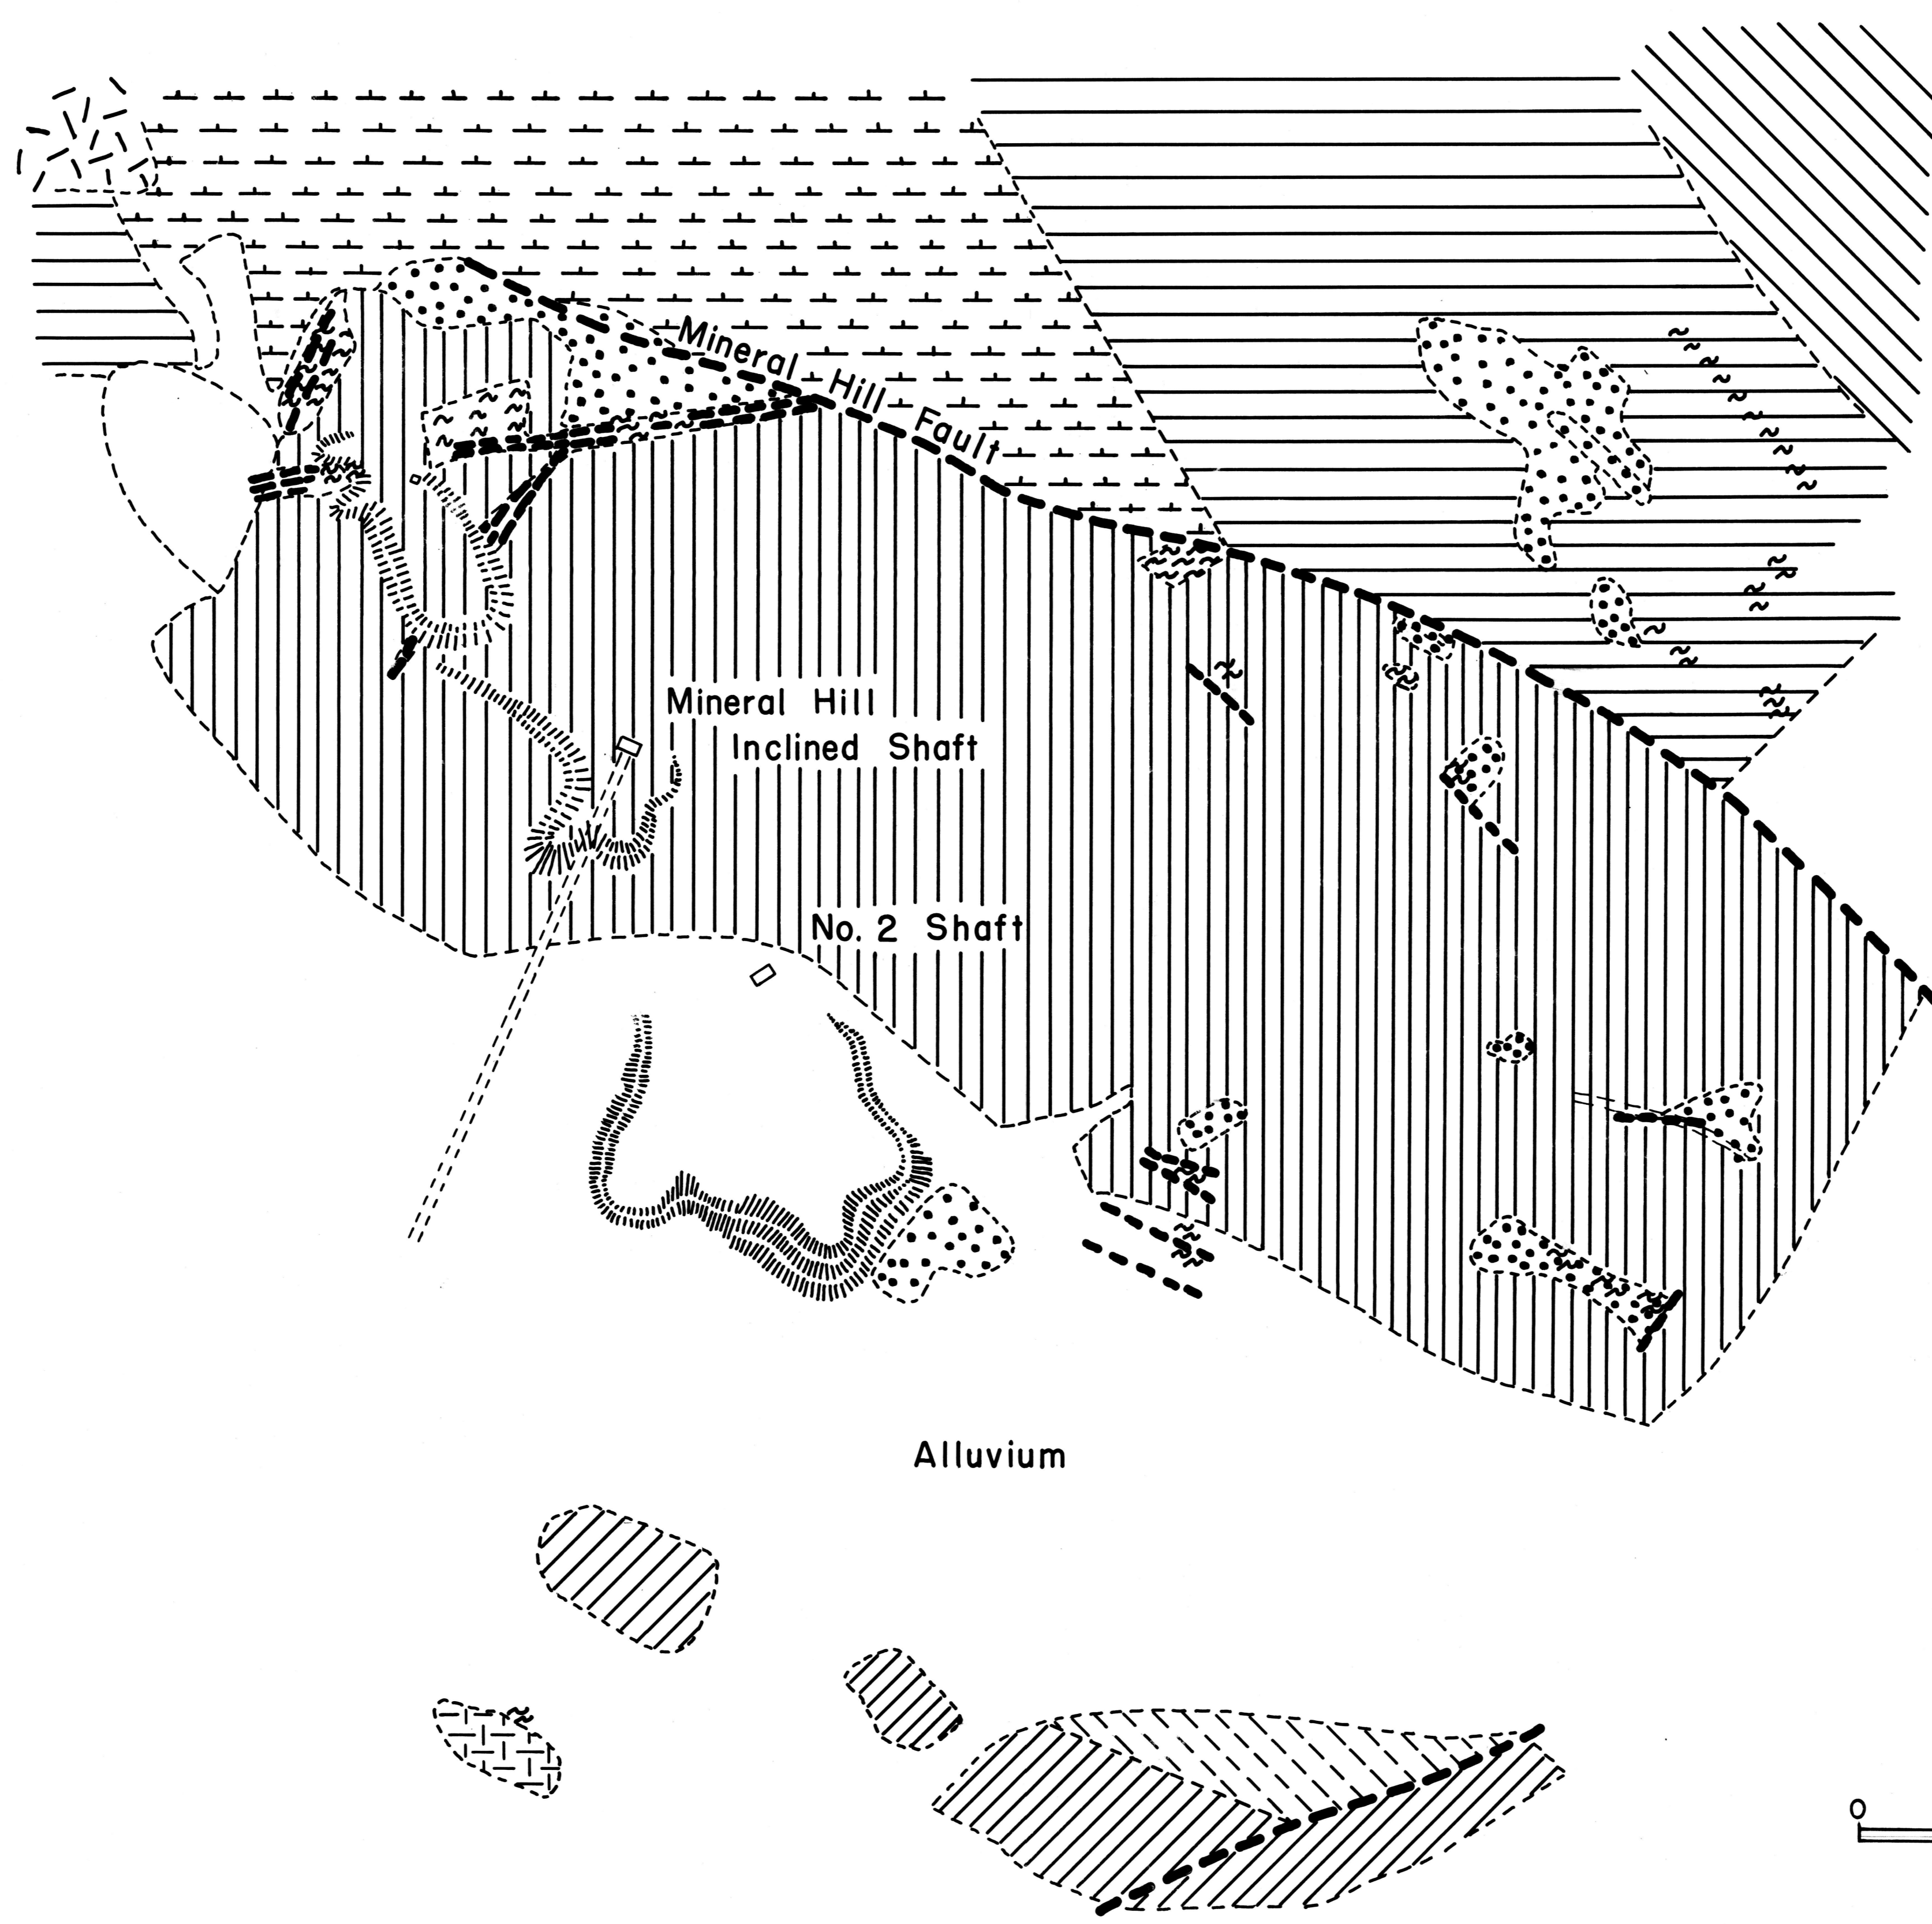 Mineral Hill Fault
Mineral Hill
Inclined Shaft
No. 2 Shaft
Alluvium
0